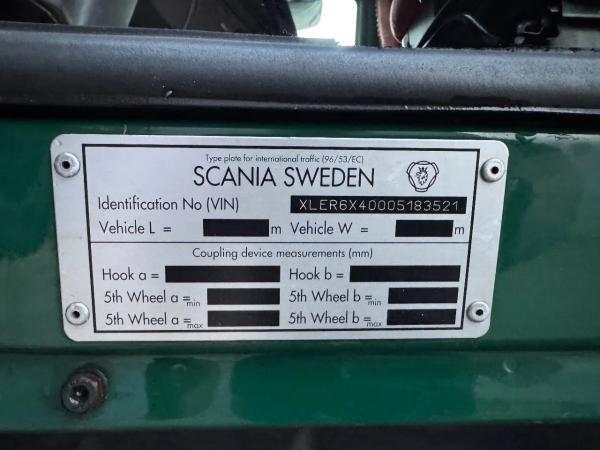 Type plate for international traffic (96/53/EC)
SCANIA SWEDEN
Identification No (VIN) XLER6X40005183521
Vehicle L = m Vehicle W = m
Coupling device measurements (mm)
Hook a = Hook b =
5th Wheel a = min 5th Wheel b = min
5th Wheel a = max 5th Wheel b = max